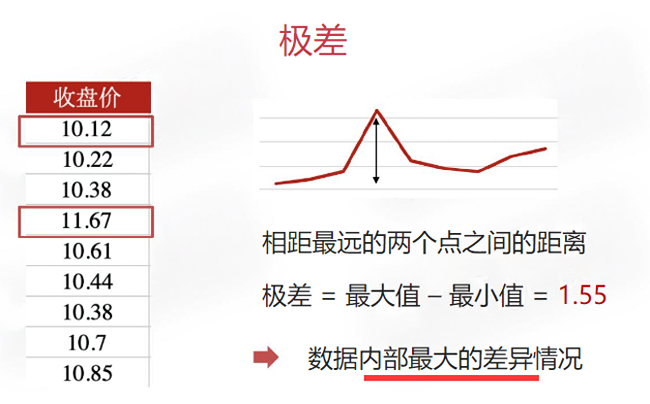 极差
收盘价
10.12
10.22
10.38
11.67
10.61
10.44
10.38
10.7
10.85
相距最远的两个点之间的距离
极差 = 最大值 – 最小值 = 1.55
数据内部最大的差异情况